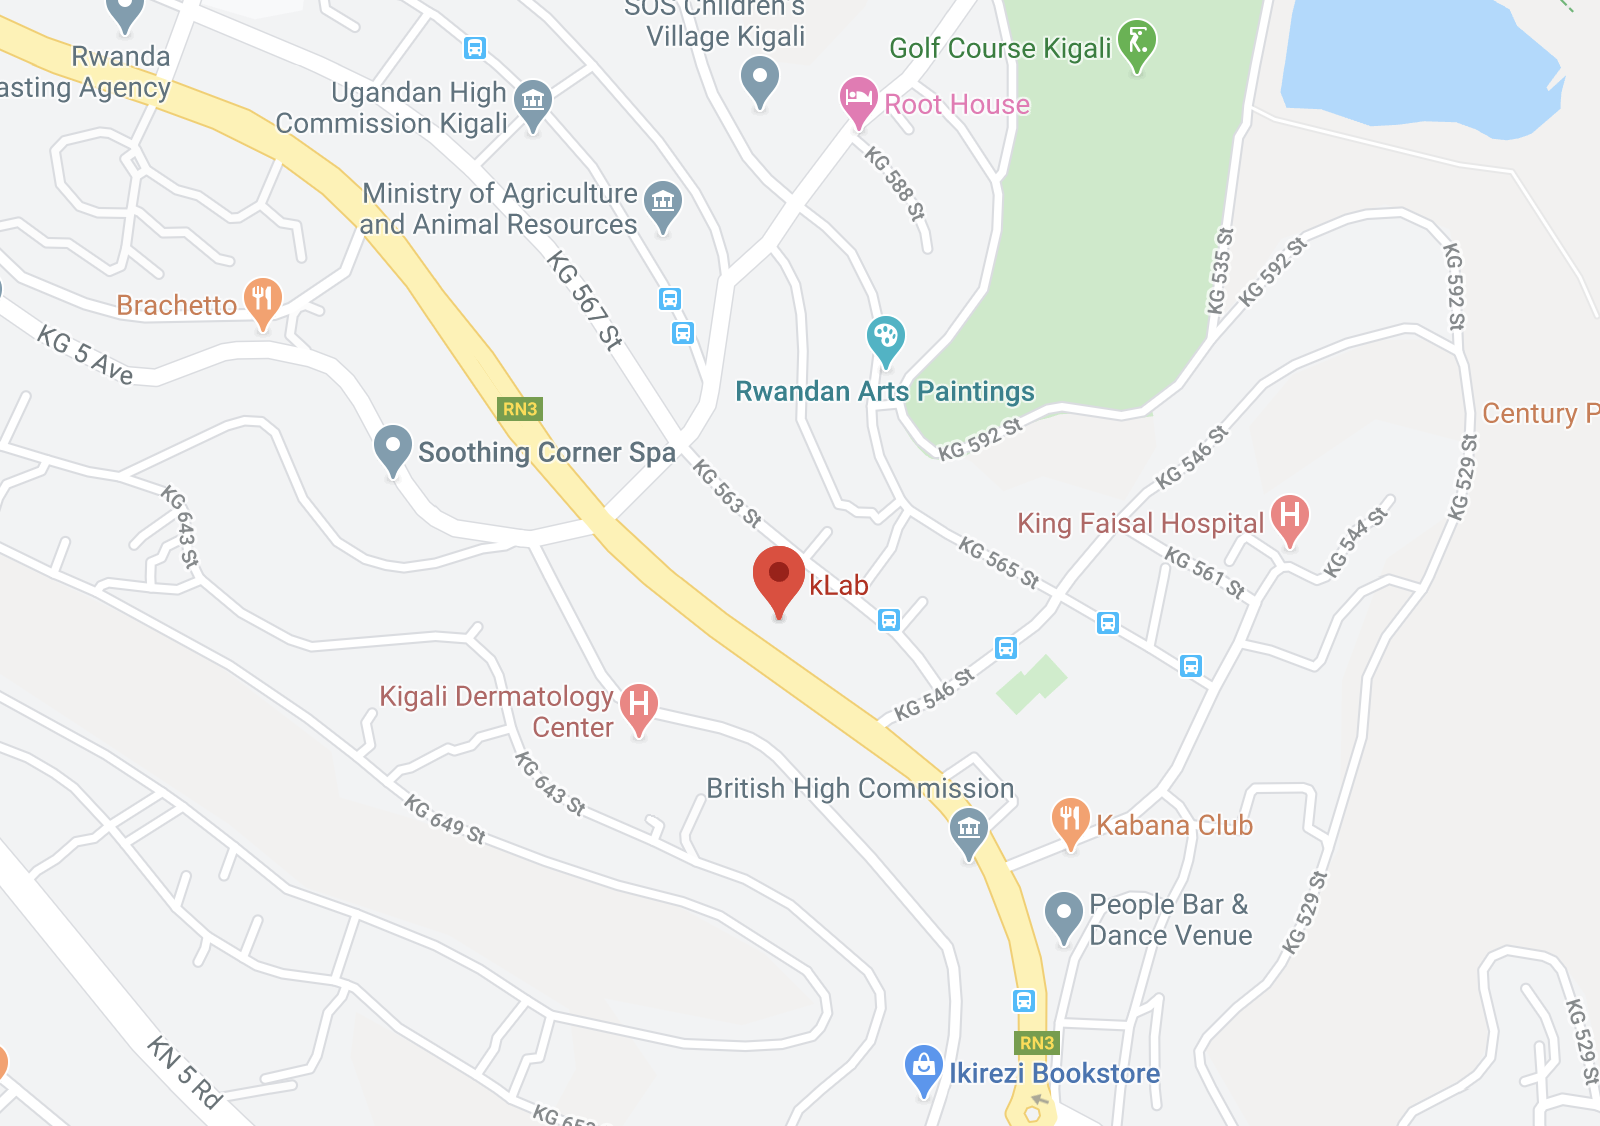 SOS Children's
Village Kigali
Golf Course Kigali
Rwanda
asting Agency
Ugandan High
Commission Kigali
Root House
KG 588 St
Ministry of Agriculture
and Animal Resources
KG 567 St
KG 535 St
KG 592 St
KG 592 St
Brachetto
KG 5 Ave
Rwandan Arts Paintings
RN3
KG 592 St
Century P
Soothing Corner Spa
KG 546 St
KG 529 St
KG 563 St
KG 643 St
King Faisal Hospital
KG 544 St
KG 565 St
KG 561 St
kLab
KG 546 St
Kigali Dermatology
Center
KG 643 St
British High Commission
KG 649 St
Kabana Club
People Bar &
Dance Venue
KG 529 St
KG 529 St
RN3
KN 5 Rd
Ikirezi Bookstore